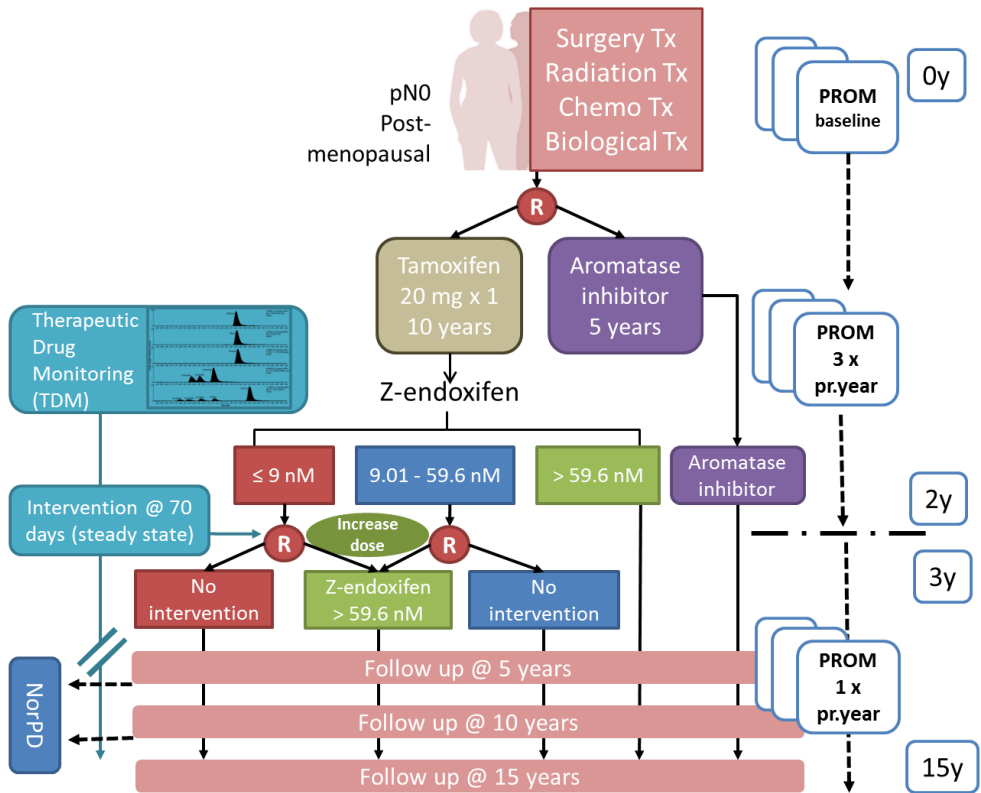 pN0
Post-
menopausal
Surgery Tx
Radiation Tx
Chemo Tx
Biological Tx
PROM
baseline
0y
R
Tamoxifen
20 mg x 1
10 years
Aromatase
inhibitor
5 years
Therapeutic
Drug
Monitoring
(TDM)
PROM
3 x
pr.year
Z-endoxifen
≤ 9 nM
9.01 - 59.6 nM
> 59.6 nM
Aromatase
inhibitor
2y
Intervention @ 70
days (steady state)
R
Increase
dose
R
3y
No
intervention
Z-endoxifen
> 59.6 nM
No
intervention
NorPD
Follow up @ 5 years
PROM
1 x
pr.year
Follow up @ 10 years
Follow up @ 15 years
15y